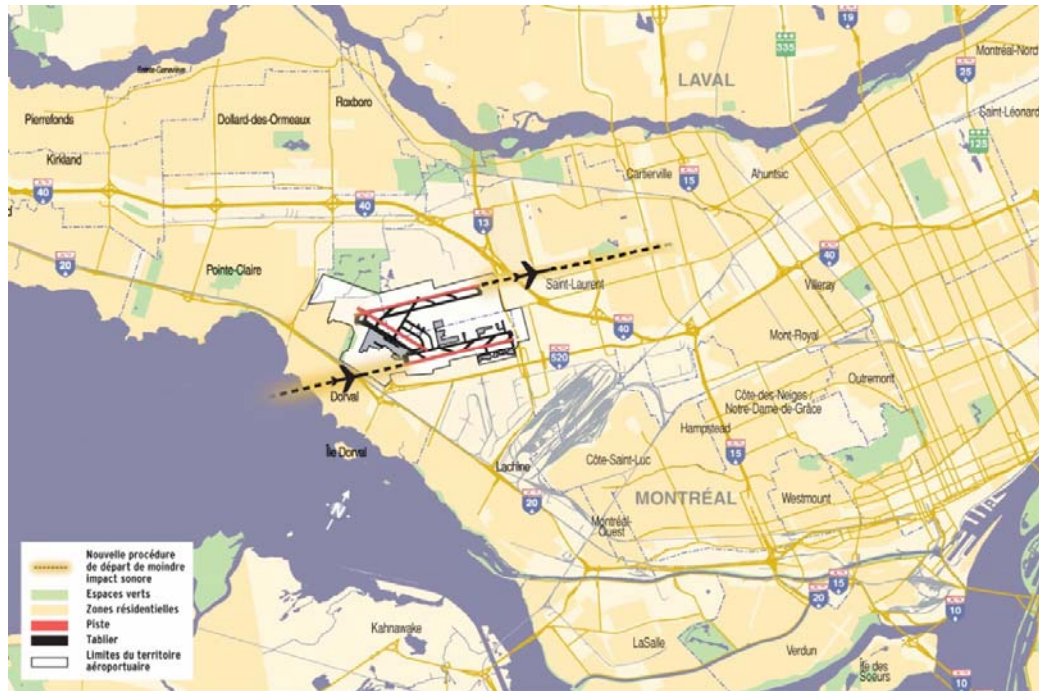 19
335
Montréal-Nord
LAVAL
25
Sainte-Geneviève
Roxboro
Saint-Léonard
Pierrefonds
Dollard-des-Ormeaux
125
Kirkland
Cartierville
15
Ahuntsic
40
40
13
40
20
Pointe-Claire
Saint-Laurent
Villeray
40
Mont-Royal
520
Dorval
Outremont
Côte-des-Neiges /
Notre-Dame-de-Grâce
Hampstead
Île Dorval
Lachine
Côte-Saint-Luc
15
20
MONTRÉAL
Westmount
N
Montréal-
Ouest
Nouvelle procédure
de départ de moindre
impact sonore
Espaces verts
Zones résidentielles
Piste
Tablier
Limites du territoire
aéroportuaire
15
20
10
Kahnawake
LaSalle
Verdun
Île des
Soeurs
10